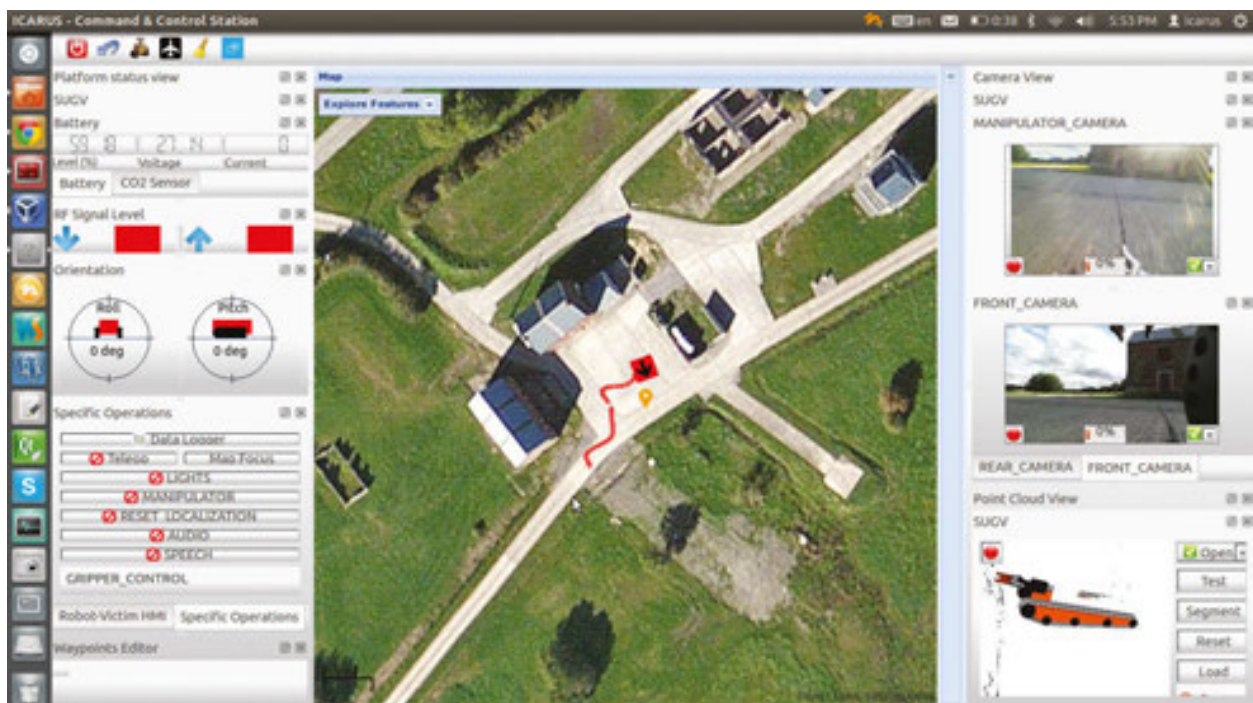 ICARUS - Command & Control Station
en
0:38
5:53 PM
Icarus
Platform status view
SUGV
Battery
Level (%) Voltage Current
Battery CO2 Sensor
RF Signal Level
Orientation
Roll
0 deg
Pitch
0 deg
Specific Operations
Data Logger
Teleop Map Focus
LIGHTS
MANIPULATOR
RESET_LOCALIZATION
AUDIO
SPEECH
GRIPPER_CONTROL
Robot-Victim HMI Specific Operations
Waypoints Editor
Map
Explore Features
Camera View
SUGV
MANIPULATOR_CAMERA
0%
FRONT_CAMERA
0%
REAR_CAMERA FRONT_CAMERA
Point Cloud View
SUGV
Open
Test
Segment
Reset
Load